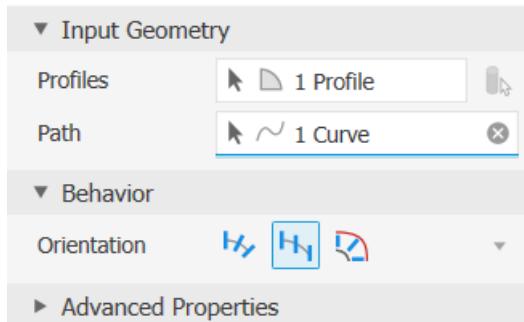 Input Geometry
Profiles 1 Profile
Path 1 Curve
Behavior
Orientation
Advanced Properties